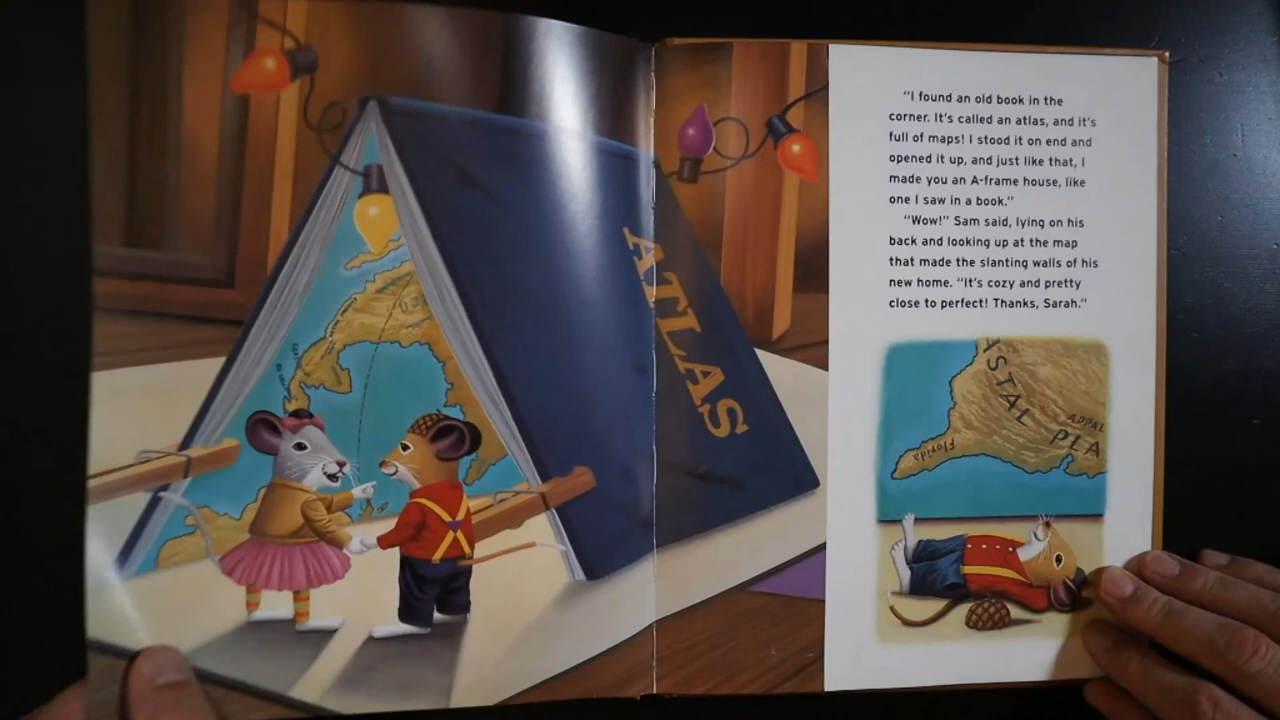 ATLAS
“I found an old book in the
corner. It’s called an atlas, and it’s
full of maps! I stood it on end and
opened it up, and just like that, I
made you an A-frame house, like
one I saw in a book.”
“Wow!” Sam said, lying on his
back and looking up at the map
that made the slanting walls of his
new home. “It’s cozy and pretty
close to perfect! Thanks, Sarah.”
ASTAL
APPAL
PLA
Florida